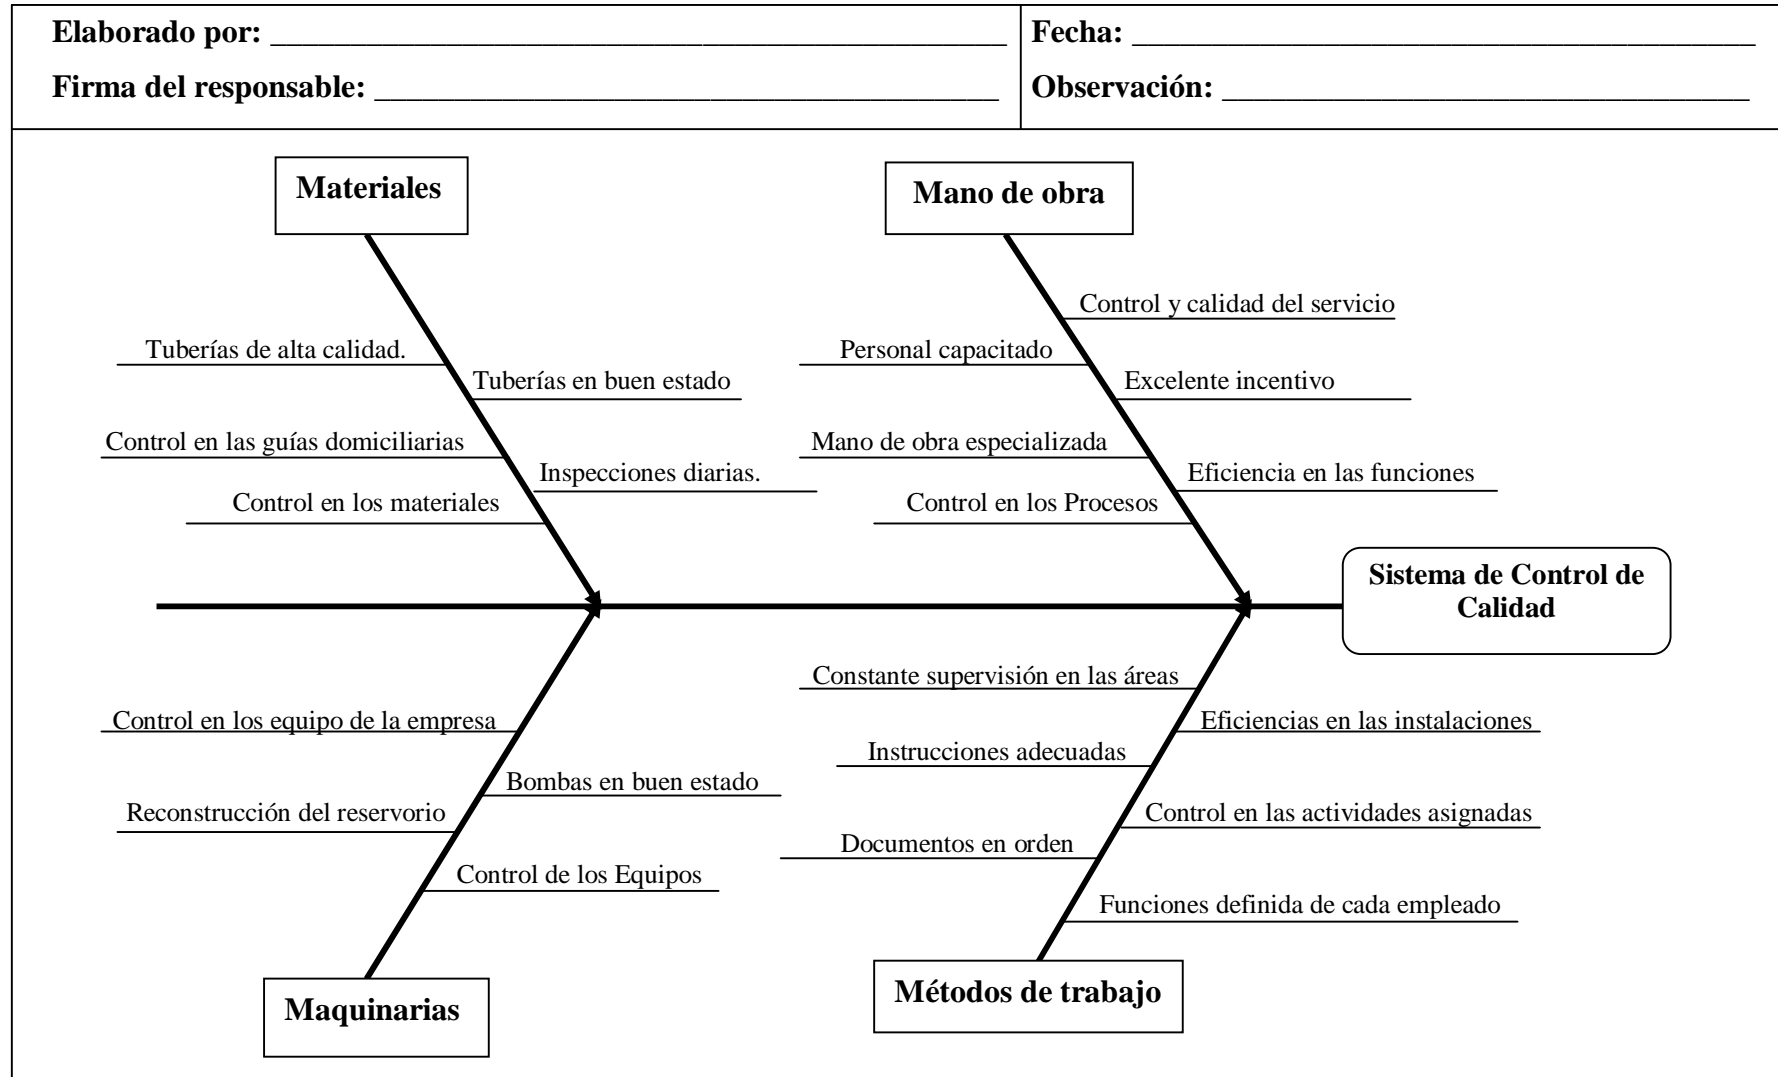 Elaborado por: ______________________________________________
Fecha: _______________________________________
Firma del responsable: _______________________________________
Observación: _________________________________
Materiales
Mano de obra
Control y calidad del servicio
Tuberías de alta calidad.
Personal capacitado
Tuberías en buen estado
Excelente incentivo
Control en las guías domiciliarias
Mano de obra especializada
Inspecciones diarias.
Eficiencia en las funciones
Control en los materiales
Control en los Procesos
Sistema de Control de
Calidad
Constante supervisión en las áreas
Control en los equipo de la empresa
Eficiencias en las instalaciones
Instrucciones adecuadas
Bombas en buen estado
Reconstrucción del reservorio
Control en las actividades asignadas
Documentos en orden
Control de los Equipos
Funciones definida de cada empleado
Maquinarias
Métodos de trabajo